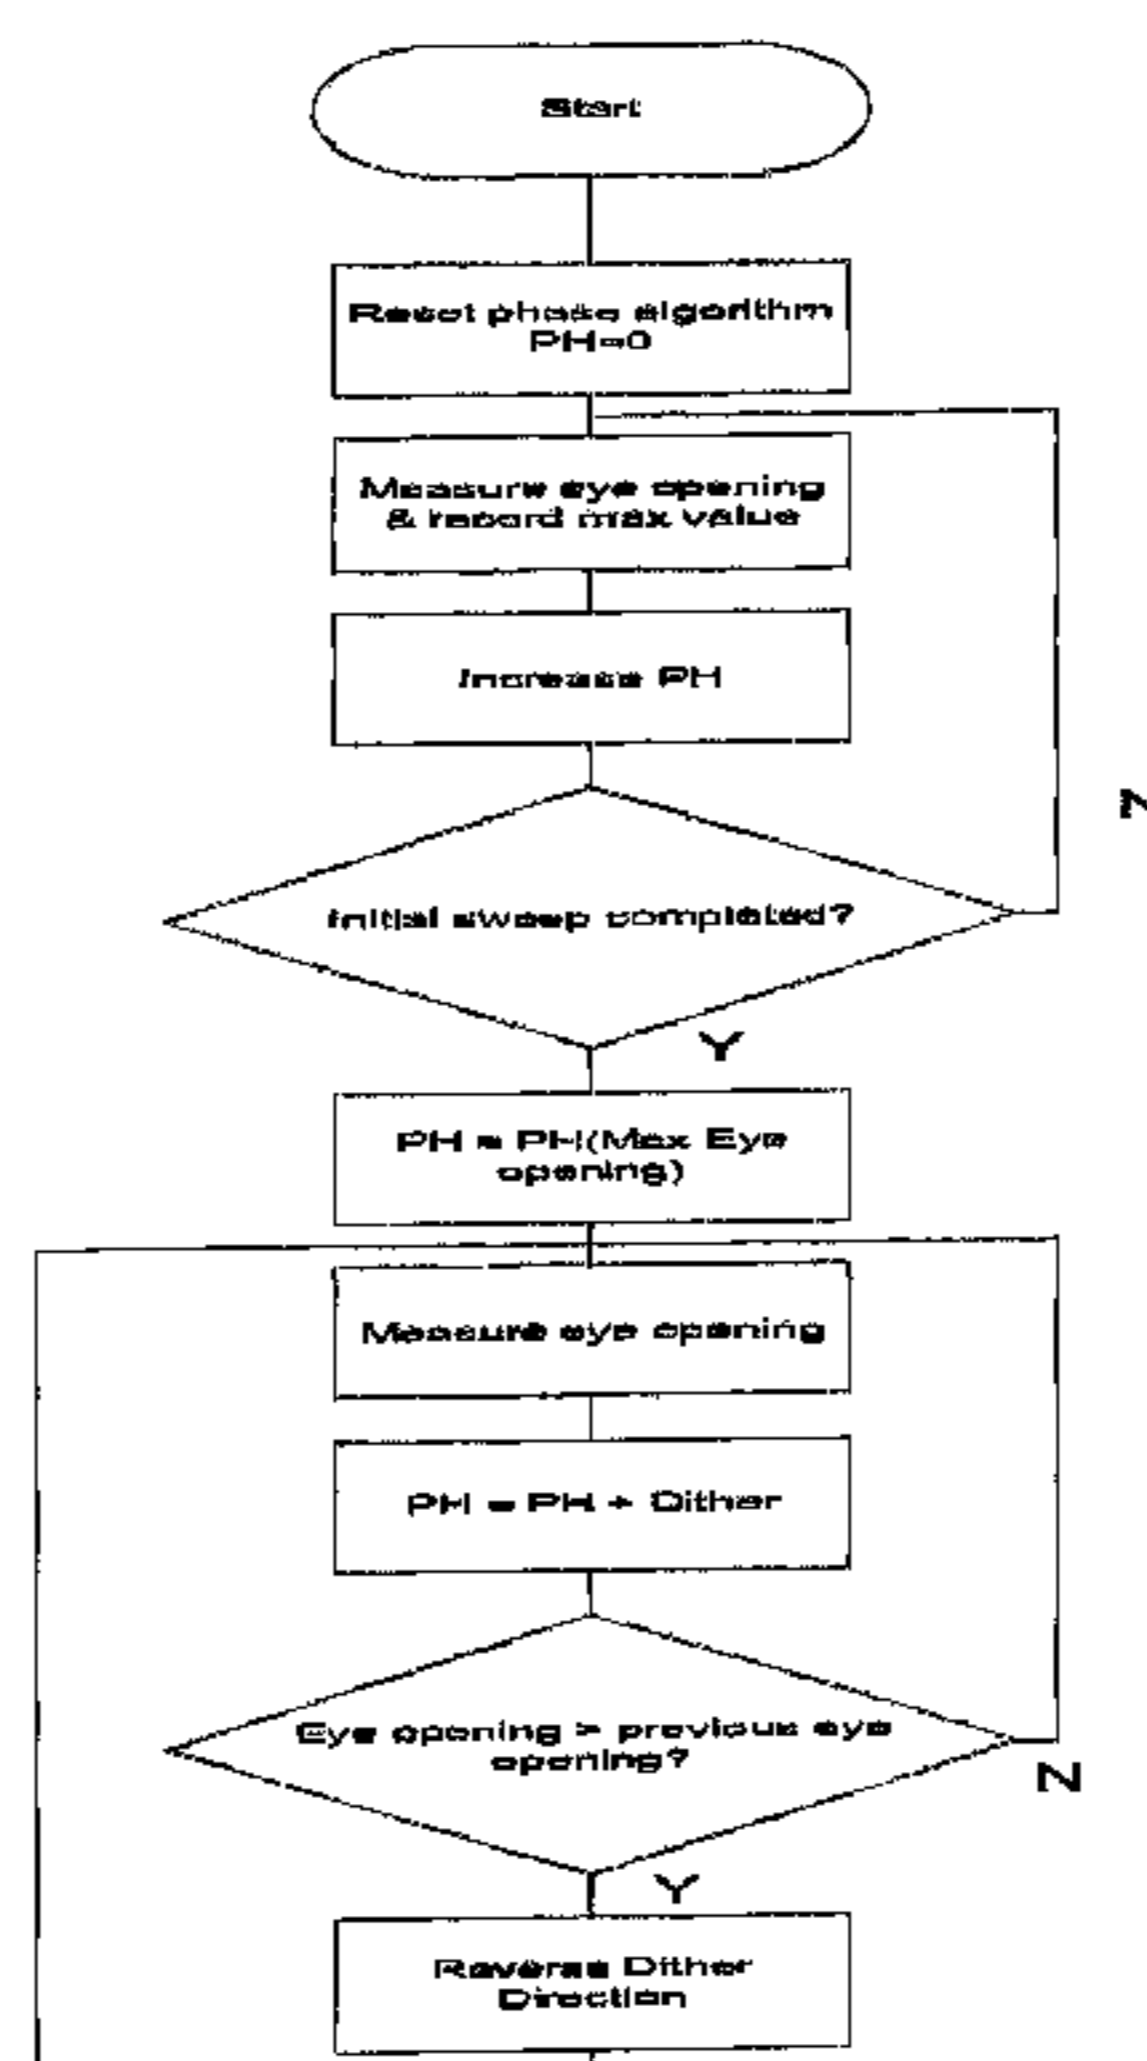 Start
Reset phase algorithm
PH=0
Measure eye opening
& record max value
Increase PH
N
Initial sweep completed?
Y
PH = PH(Max Eye
opening)
Measure eye opening
PH = PH + Dither
Eye opening > previous eye
opening?
N
Y
Reverse Dither
Direction